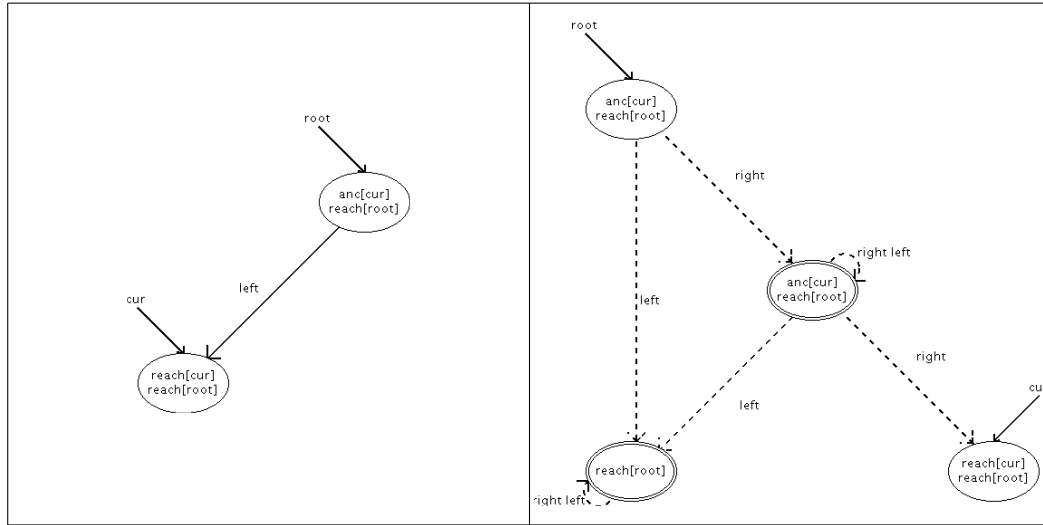 root
anc[cur]
reach[root]
left
cur
reach[cur]
reach[root]
root
anc[cur]
reach[root]
right
left
anc[cur]
reach[root]
right left
left
right
cu
reach[root]
right left
reach[cur]
reach[root]